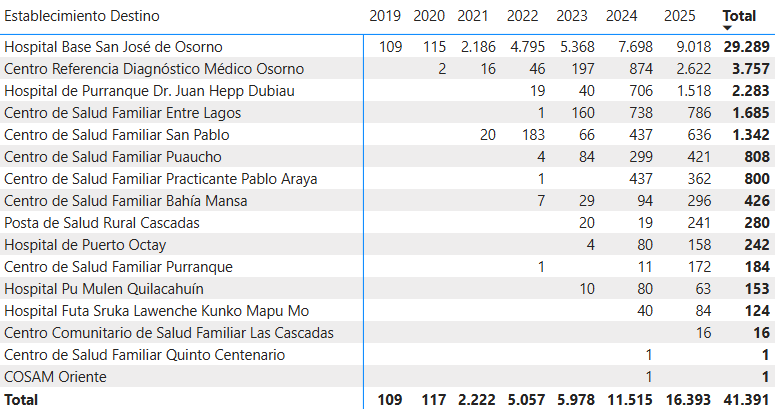 Establecimiento Destino 2019 2020 2021 2022 2023 2024 2025 Total
Hospital Base San José de Osorno 109 115 2.186 4.795 5.368 7.698 9.018 29.289
Centro Referencia Diagnóstico Médico Osorno 2 16 46 197 874 2.622 3.757
Hospital de Purranque Dr. Juan Hepp Dubiau 19 40 706 1.518 2.283
Centro de Salud Familiar Entre Lagos 1 160 738 786 1.685
Centro de Salud Familiar San Pablo 20 183 66 437 636 1.342
Centro de Salud Familiar Puaucho 4 84 299 421 808
Centro de Salud Familiar Practicante Pablo Araya 1 437 362 800
Centro de Salud Familiar Bahía Mansa 7 29 94 296 426
Posta de Salud Rural Cascadas 20 19 241 280
Hospital de Puerto Octay 4 80 158 242
Centro de Salud Familiar Purranque 1 11 172 184
Hospital Pu Mulen Quilacahuín 10 80 63 153
Hospital Futa Sruka Lawenche Kunko Mapu Mo 40 84 124
Centro Comunitario de Salud Familiar Las Cascadas 16 16
Centro de Salud Familiar Quinto Centenario 1 1
COSAM Oriente 1 1
Total 109 117 2.222 5.057 5.978 11.515 16.393 41.391